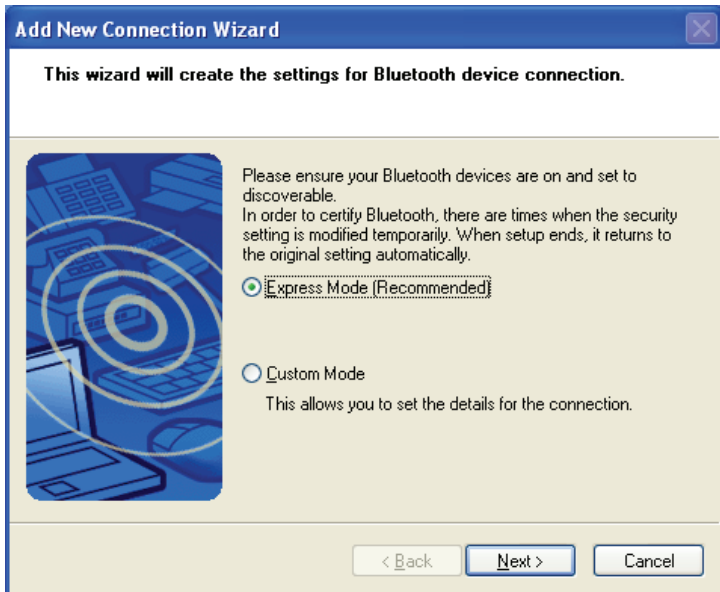 Add New Connection Wizard
This wizard will create the settings for Bluetooth device connection.
Please ensure your Bluetooth devices are on and set to
discoverable.
In order to certify Bluetooth, there are times when the security
setting is modified temporarily. When setup ends, it returns to
the original setting automatically.
Express Mode (Recommended)
Custom Mode
This allows you to set the details for the connection.
< Back Next > Cancel